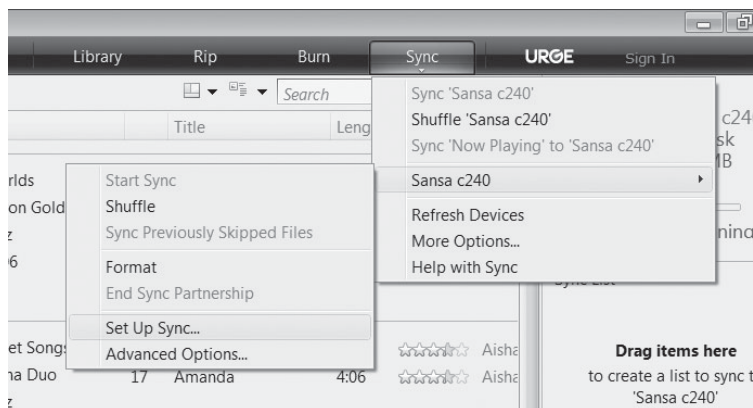 Library Rip Burn Sync URGE Sign In
Search
Title
Sync 'Sansa c240'
Shuffle 'Sansa c240'
Sync 'Now Playing' to 'Sansa c240'
Sansa c240
Refresh Devices
More Options...
Help with Sync
Start Sync
Shuffle
Sync Previously Skipped Files
Format
End Sync Partnership
Set Up Sync...
Advanced Options...
17 Amanda 4:06
Drag items here
to create a list to sync
'Sansa c240'